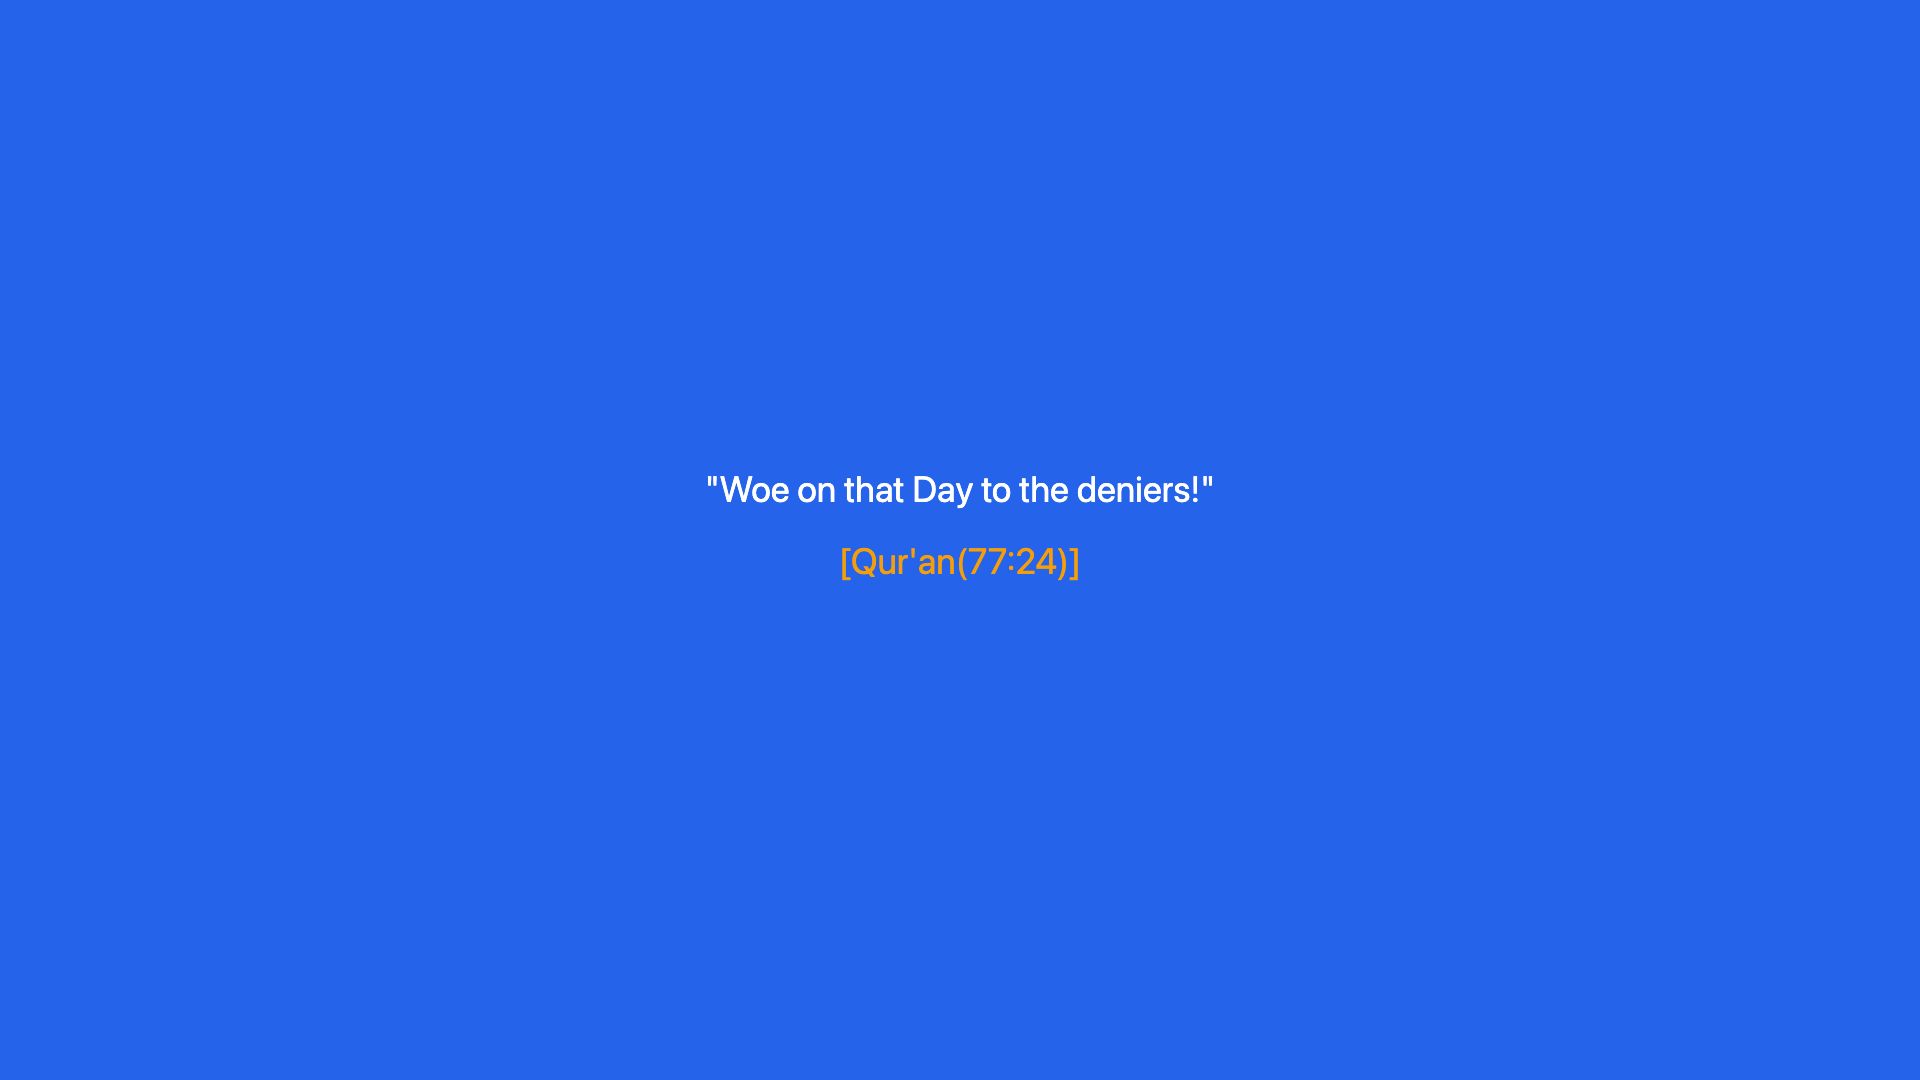 "Woe on that Day to the deniers!"
[Qur'an(77:24)]